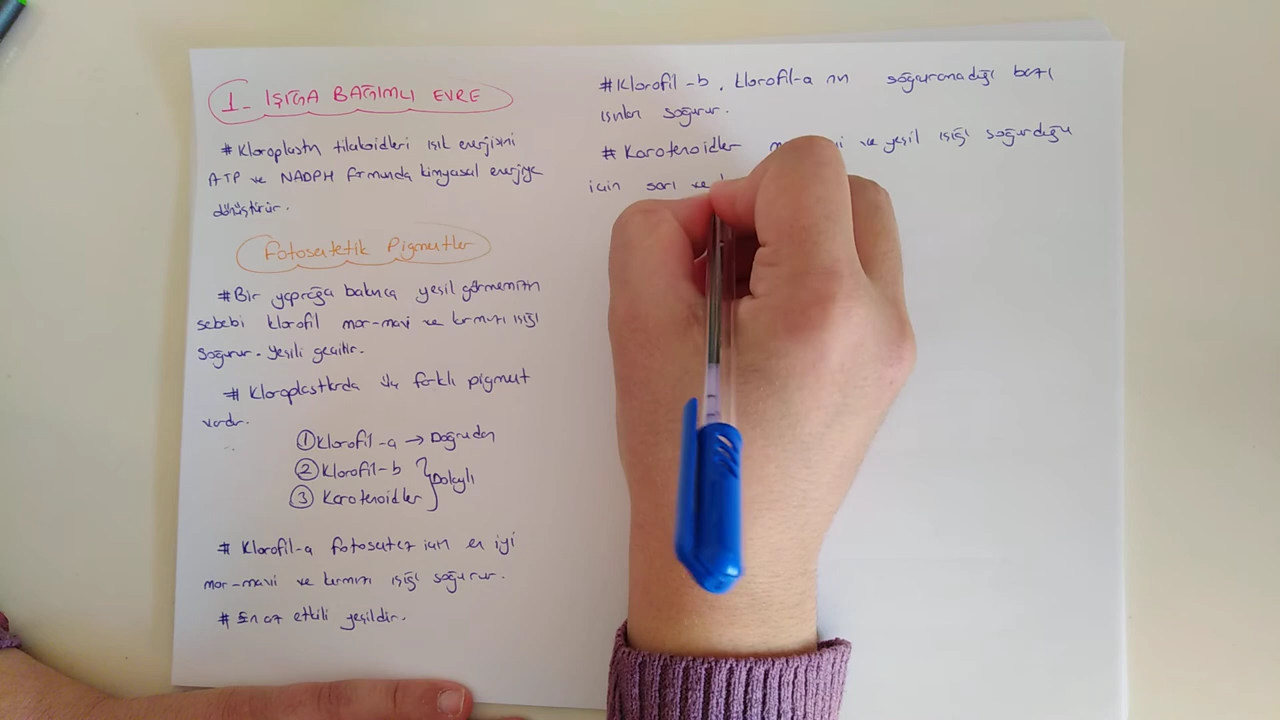 1- IŞIĞA BAĞIMLI EVRE
# Kloroplastın tilakoidleri ışık enerjisini
ATP ve NADPH formunda kimyasal enerjiye
dönüştürür.
Fotosentetik Pigmentler
# Bir yaprağa bakınca yeşil görmemizin
sebebi klorofil mor-mavi ve kırmızı ışığı
soğurur. Yeşili geçirir.
# Kloroplastlarda üç farklı pigment
vardır.
① Klorofil-a → Doğrudan
② Klorofil-b } Dolaylı
③ Karotenoidler
# Klorofil-a fotosentez için en iyi
mor-mavi ve kırmızı ışığı soğurur.
# En az etkili yeşildir.
# Klorofil-b, klorofil-a nın soğuramadığı bazı
ışınları soğurur.
# Karotenoidler ve yeşil ışığı soğurduğu
için sarı ve